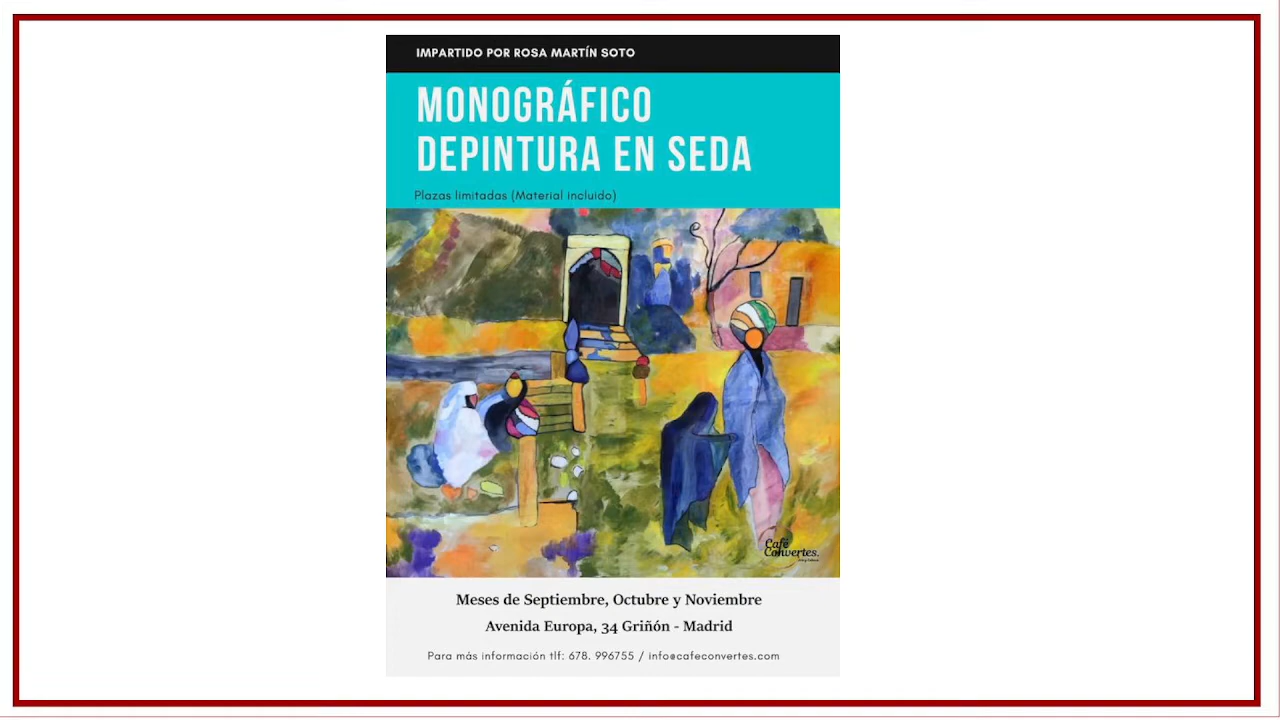 IMPARTIDO POR ROSA MARTÍN SOTO
MONOGRÁFICO
DEPINTURA EN SEDA
Plazas limitadas (Material incluido)
Café
Convertes.
Meses de Septiembre, Octubre y Noviembre
Avenida Europa, 34 Griñón - Madrid
Para más información tlf: 678. 996755 / info@cafeconvertes.com